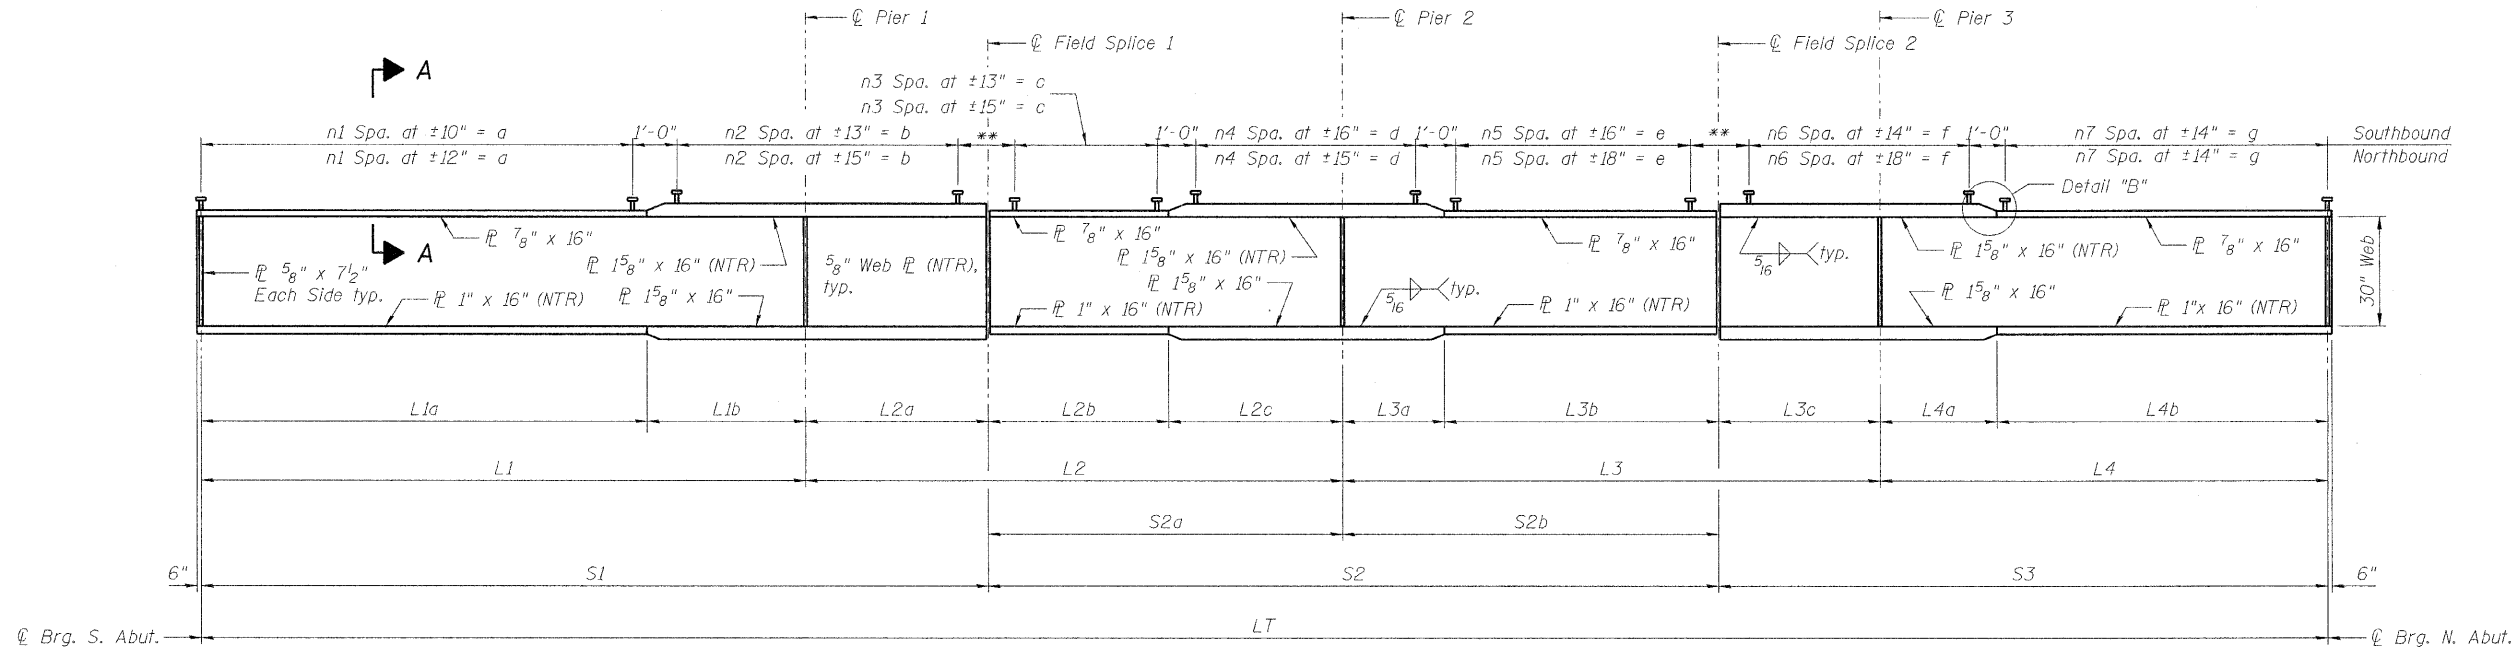 ℄ Pier 1
℄ Pier 2
℄ Pier 3
℄ Field Splice 1
℄ Field Splice 2
A
n3 Spa. at ±13" = c
n3 Spa. at ±15" = c
n1 Spa. at ±10" = a
1'-0"
n2 Spa. at ±13" = b
**
1'-0"
n4 Spa. at ±16" = d
1'-0"
n5 Spa. at ±16" = e
**
n6 Spa. at ±14" = f
1'-0"
n7 Spa. at ±14" = g
Southbound
n1 Spa. at ±12" = a
n2 Spa. at ±15" = b
n4 Spa. at ±15" = d
n5 Spa. at ±18" = e
n6 Spa. at ±18" = f
n7 Spa. at ±14" = g
Northbound
Detail "B"
A
℄ 7/8" x 16"
℄ 1 5/8" x 16" (NTR)
℄ 5/8" x 7 1/2"
Each Side typ.
℄ 1" x 16" (NTR)
℄ 1 5/8" x 16"
5/8" Web ℄ (NTR),
typ.
℄ 7/8" x 16"
℄ 1 5/8" x 16" (NTR)
℄ 1 5/8" x 16"
℄ 1" x 16" (NTR)
5/16
typ.
℄ 7/8" x 16"
℄ 1" x 16" (NTR)
5/16
typ.
℄ 1 5/8" x 16" (NTR)
℄ 1 5/8" x 16"
℄ 7/8" x 16"
℄ 1"x 16" (NTR)
30" Web
L1a
L1b
L2a
L2b
L2c
L3a
L3b
L3c
L4a
L4b
L1
L2
L3
L4
S2a
S2b
6"
S1
S2
S3
6"
℄ Brg. S. Abut.
LT
℄ Brg. N. Abut.